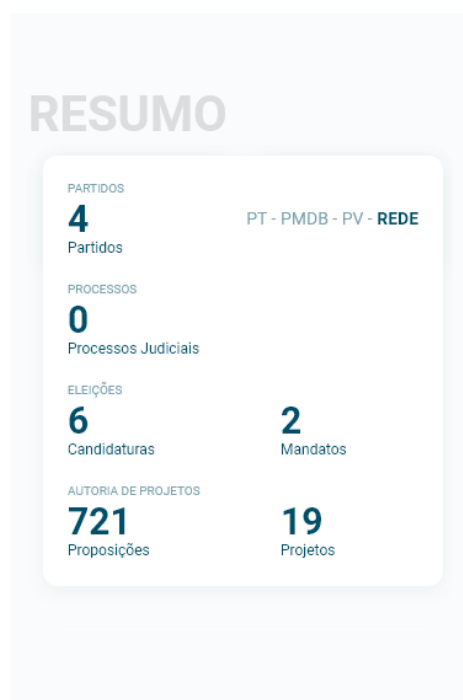 RESUMO
PARTIDOS
4
PT - PMDB - PV - REDE
Partidos
PROCESSOS
0
Processos Judiciais
ELEIÇÕES
6 2
Candidaturas Mandatos
AUTORIA DE PROJETOS
721 19
Proposições Projetos